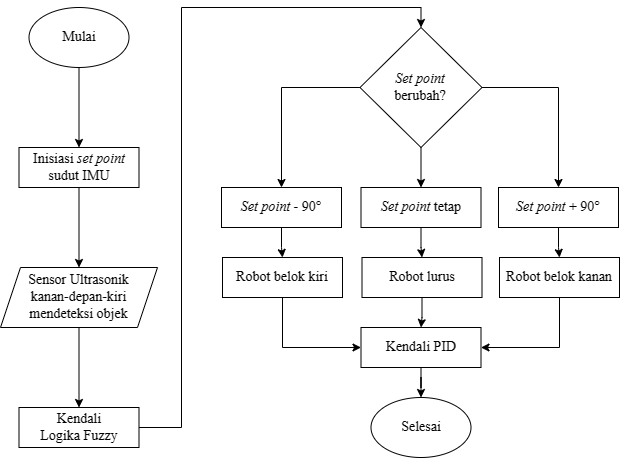 Mulai
Inisiasi set point
sudut IMU
Sensor Ultrasonik
kanan-depan-kiri
mendeteksi objek
Kendali
Logika Fuzzy
Set point
berubah?
Set point - 90°
Set point tetap
Set point + 90°
Robot belok kiri
Robot lurus
Robot belok kanan
Kendali PID
Selesai